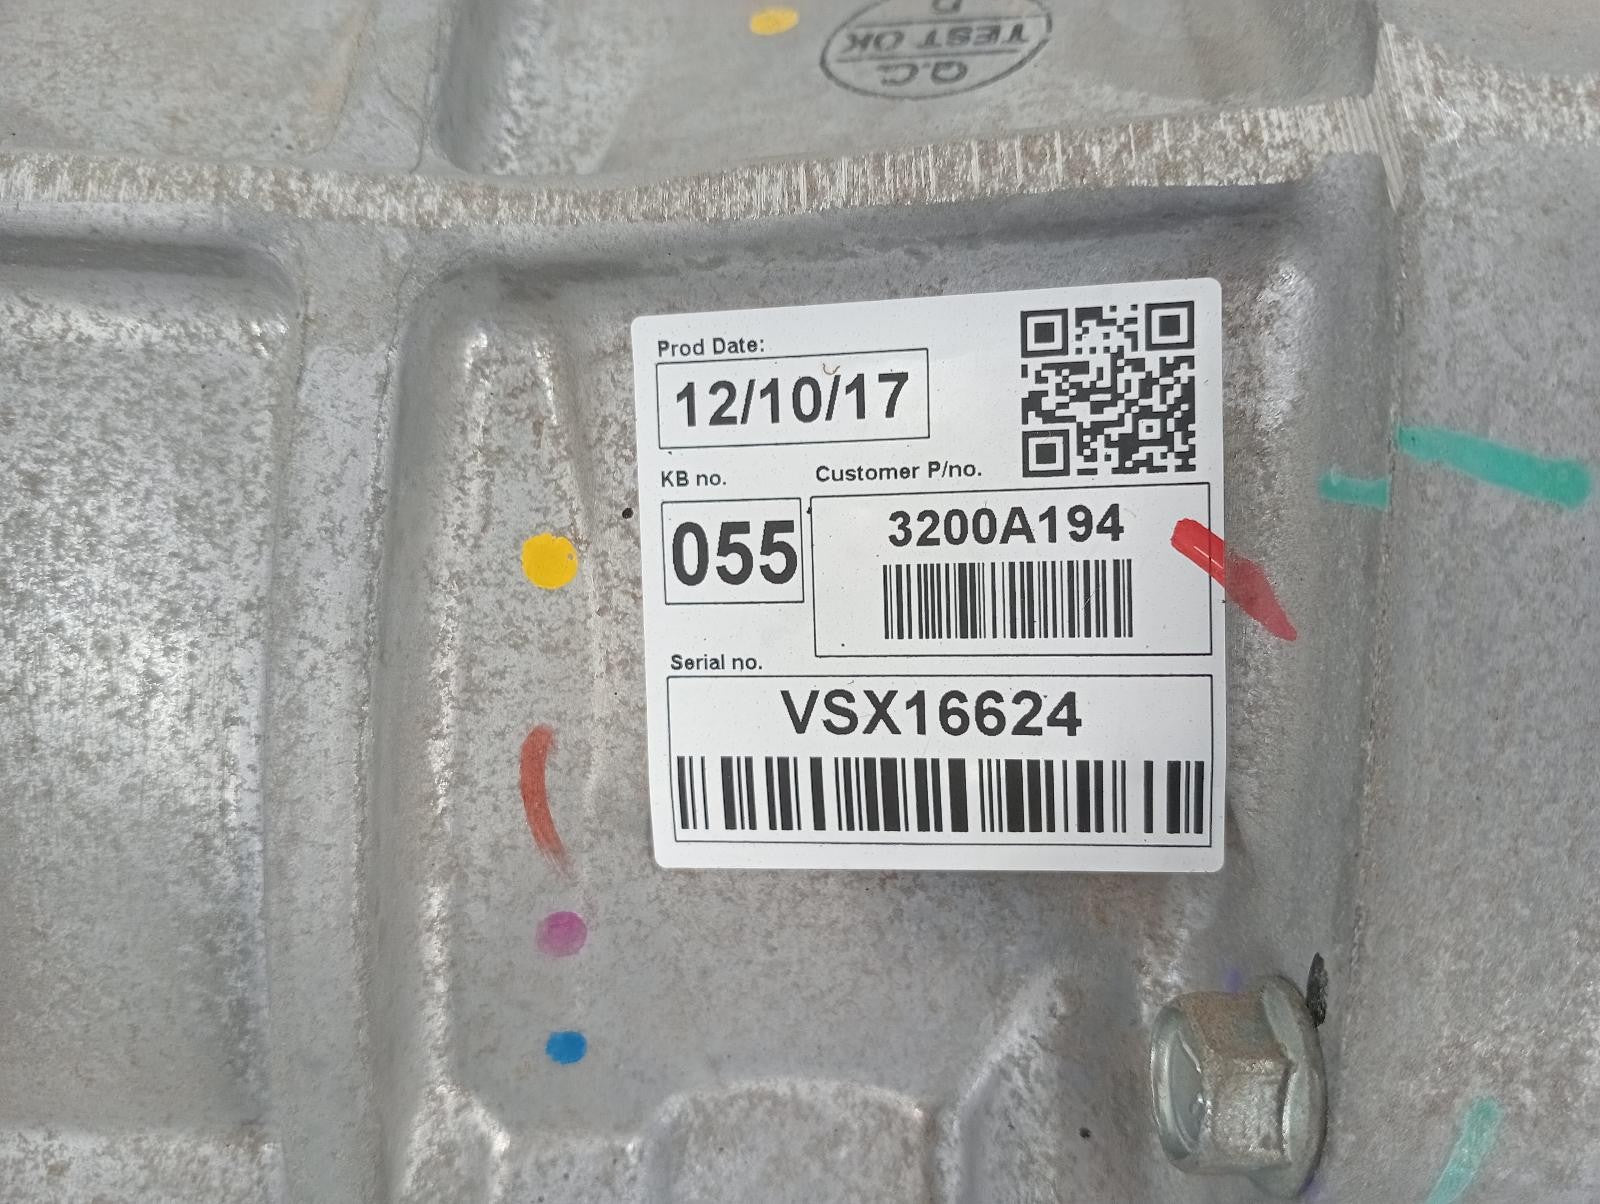 Q.C.
TEST OK
D
Prod Date:
12/10/17
KB no.
Customer P/no.
055
3200A194
Serial no.
VSX16624